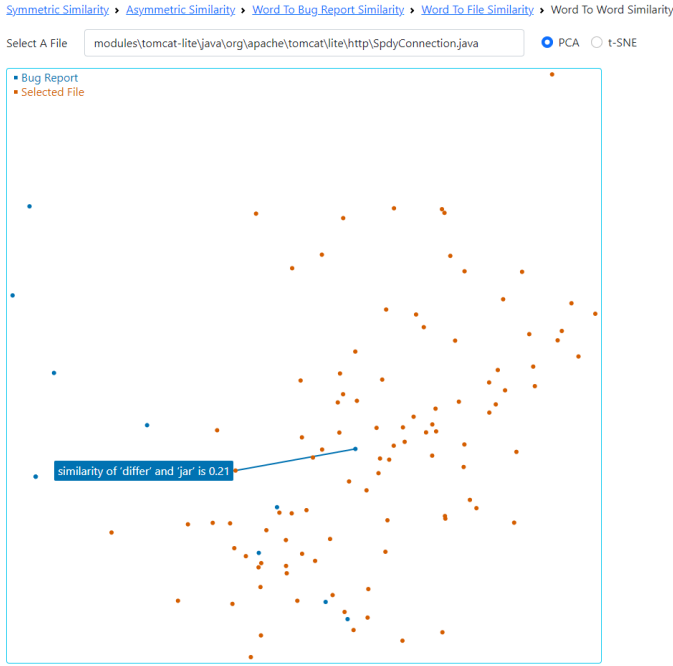 Symmetric Similarity › Asymmetric Similarity › Word To Bug Report Similarity › Word To File Similarity › Word To Word Similarity
Select A File modules\tomcat-lite\java\org\apache\tomcat\lite\http\SpdyConnection.java PCA t-SNE
Bug Report
Selected File
similarity of 'differ' and 'jar' is 0.21